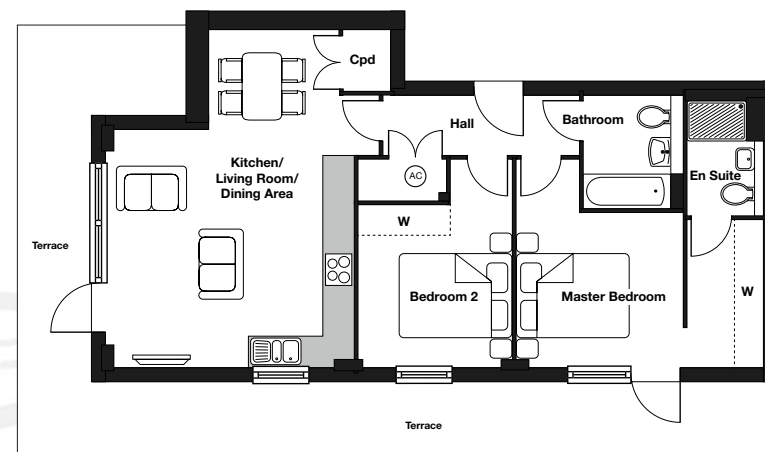 Cpd
Hall
Bathroom
Kitchen/
Living Room/
Dining Area
AC
En Suite
W
Terrace
Bedroom 2
Master Bedroom
W
Terrace